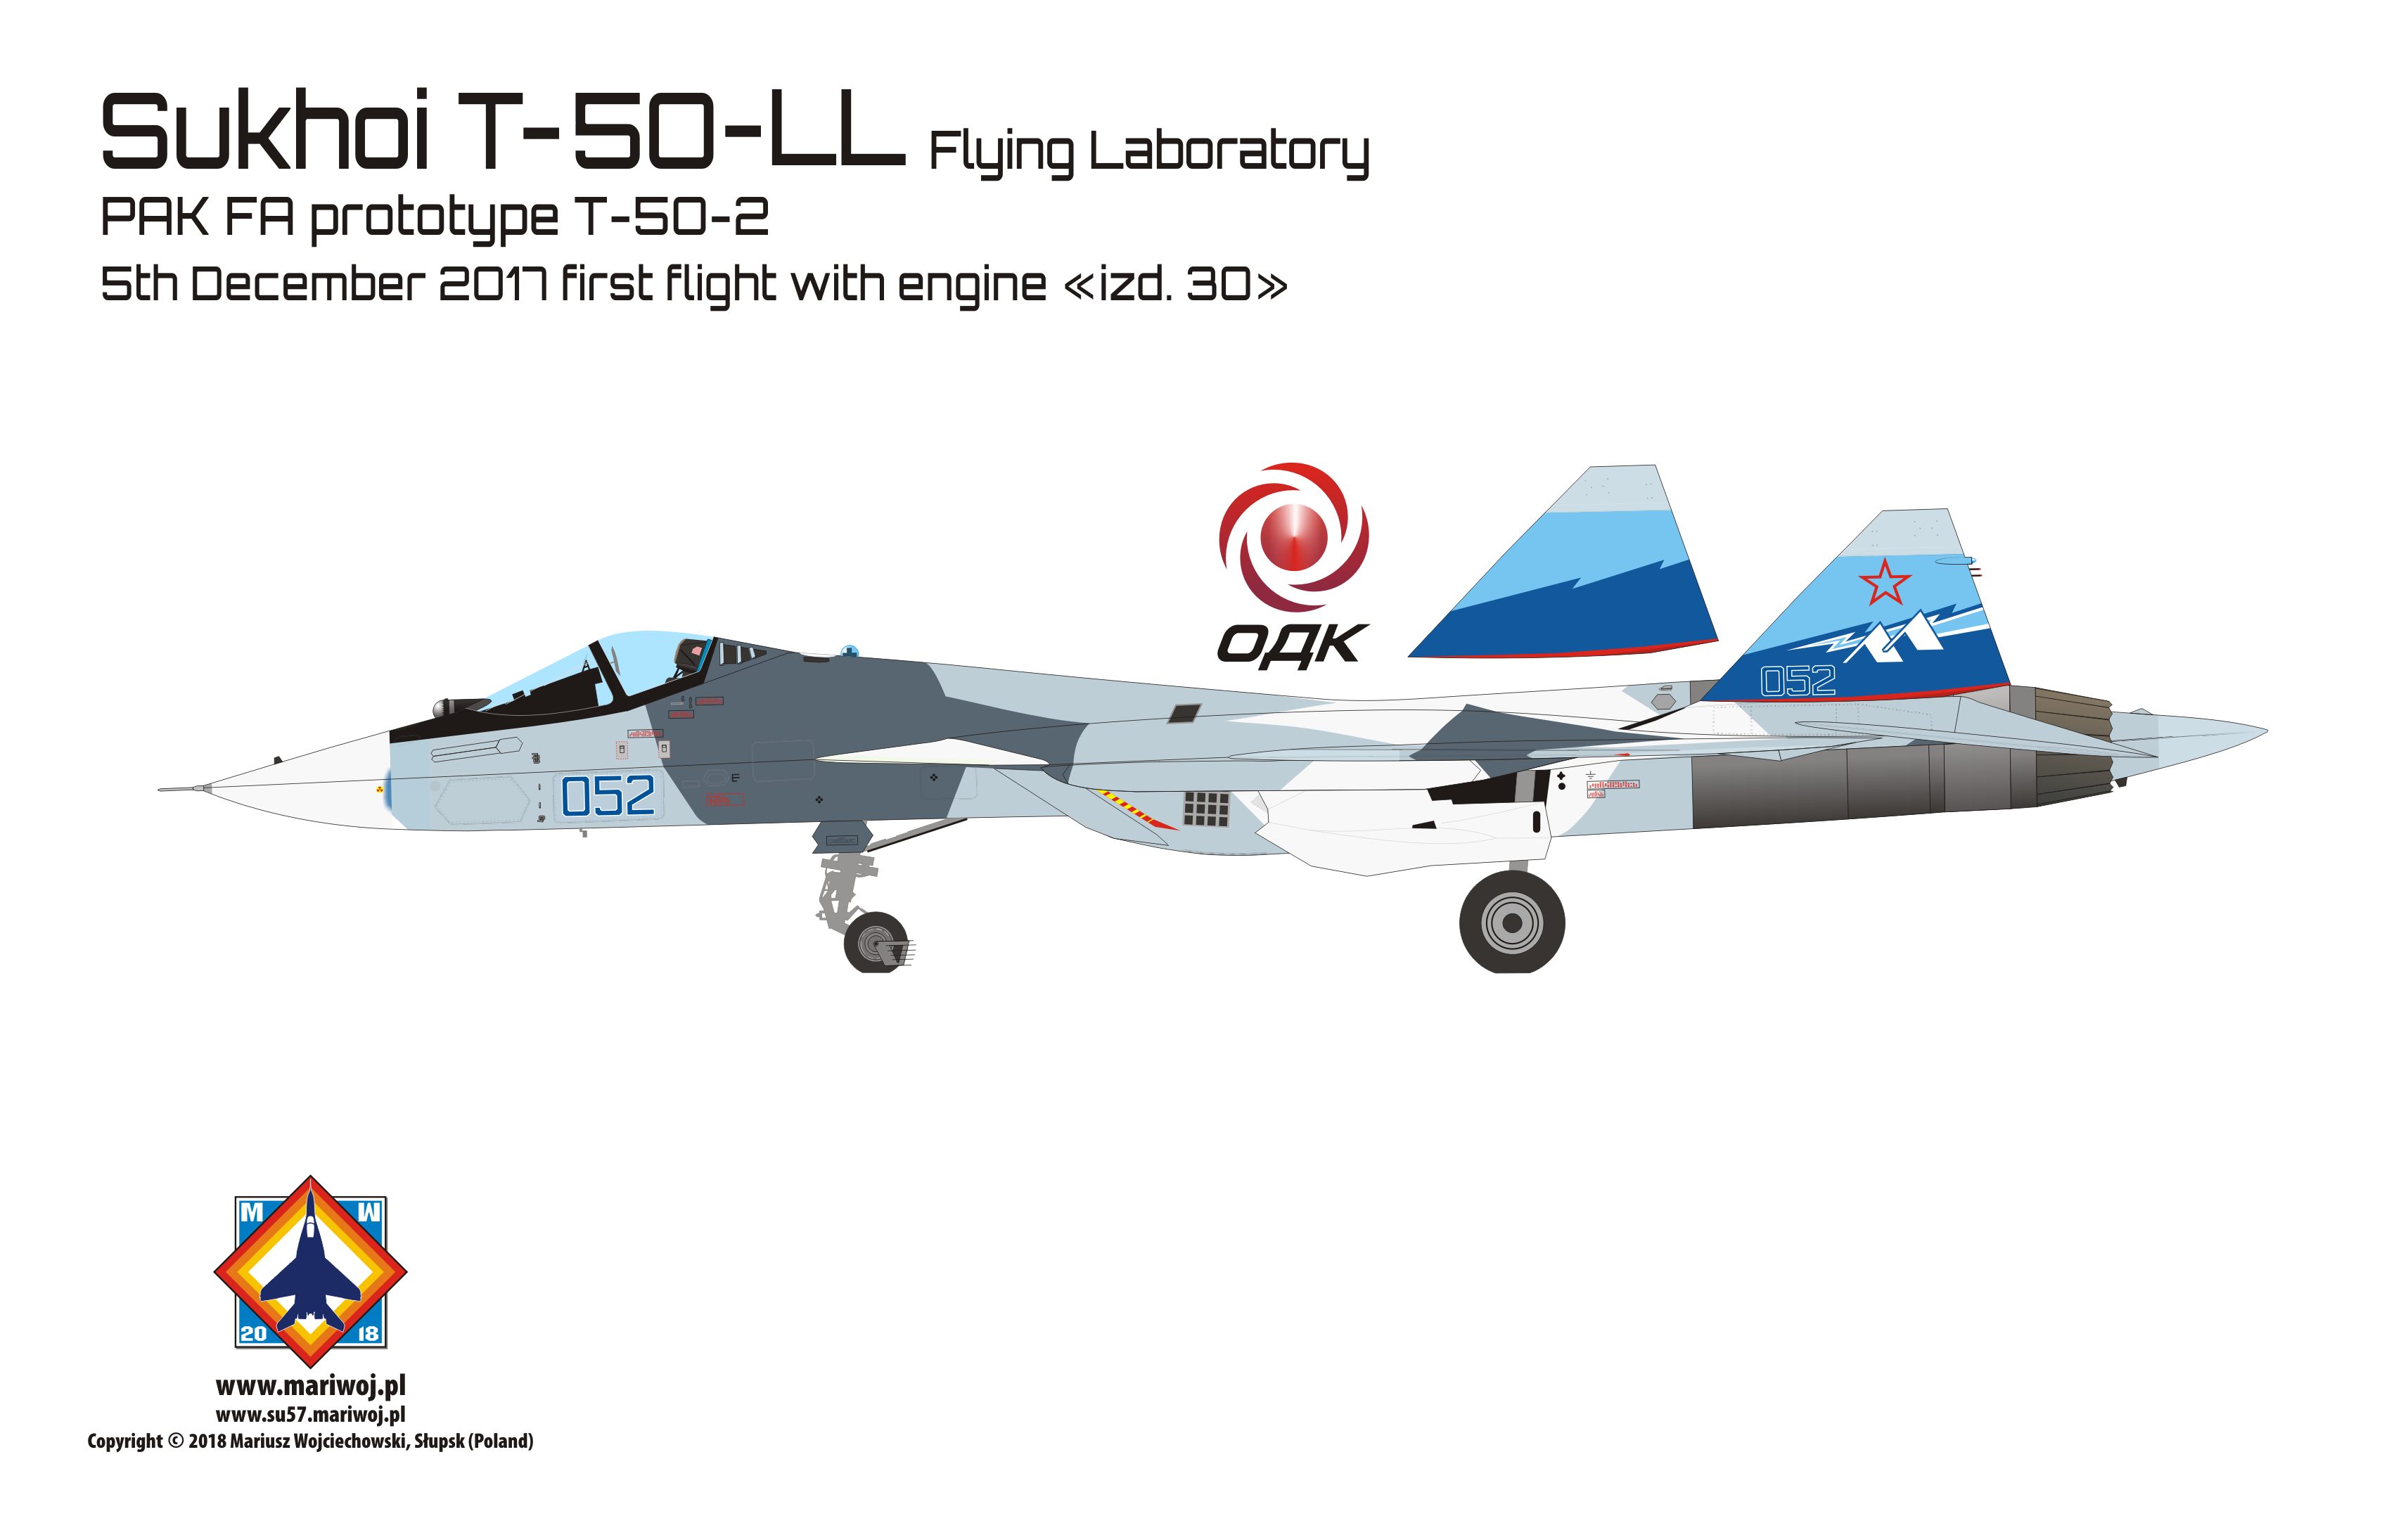 Sukhoi T-50-LL Flying Laboratory
PAK FA prototype T-50-2
5th December 2017 first flight with engine «izd. 30»
ОДК
052
052
M W
20 18
www.mariwoj.pl
www.su57.mariwoj.pl
Copyright © 2018 Mariusz Wojciechowski, Słupsk (Poland)